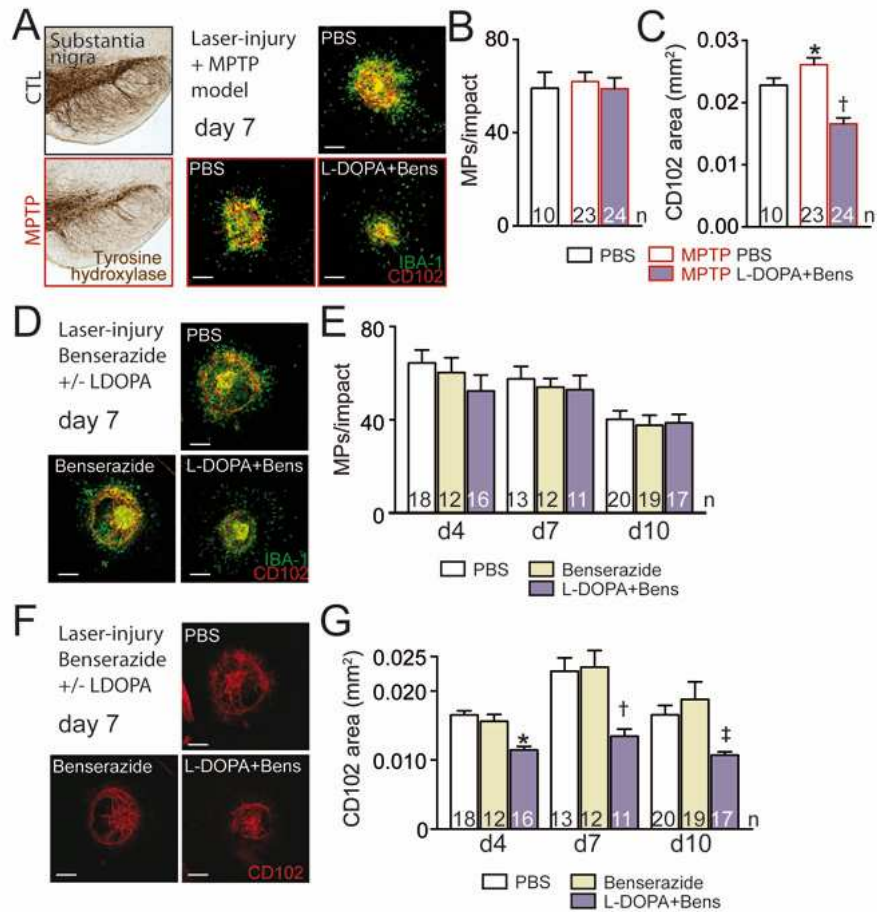 A
Substantia
nigra
CTL
MPTP
Tyrosine
hydroxylase
Laser-injury
+ MPTP
model
day 7
PBS
PBS
L-DOPA+Bens
IBA-1
CD102
B
MPs/impact
80
40
0
10 23 24 n
C
CD102 area (mm²)
0.03
0.02
0.01
0.00
*
†
10 23 24 n
PBS MPTP PBS
MPTP L-DOPA+Bens
D
Laser-injury
Benserazide
+/- LDOPA
day 7
PBS
Benserazide
L-DOPA+Bens
IBA-1
CD102
E
MPs/impact
80
40
0
18 12 16 13 12 11 20 19 17 n
d4 d7 d10
PBS Benserazide
L-DOPA+Bens
F
Laser-injury
Benserazide
+/- LDOPA
day 7
PBS
Benserazide
L-DOPA+Bens
CD102
G
CD102 area (mm²)
0.025
0.020
0.010
0
* † ‡
18 12 16 13 12 11 20 19 17 n
d4 d7 d10
PBS Benserazide
L-DOPA+Bens